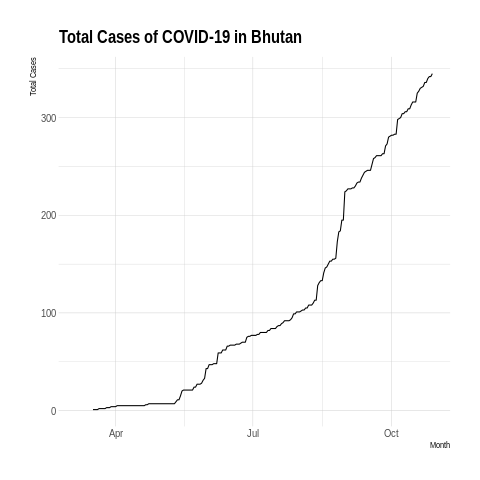 Total Cases of COVID-19 in Bhutan
Total Cases
300
200
100
0
Apr Jul Oct
Month